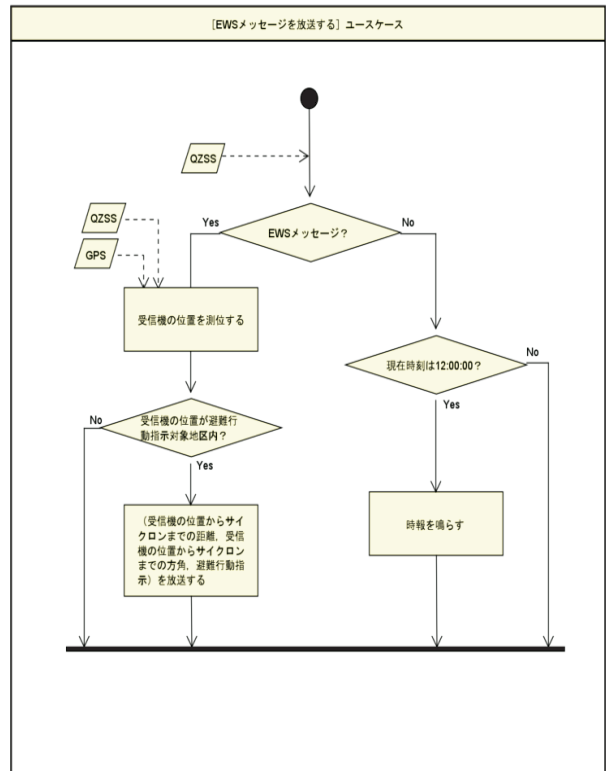 [EWSメッセージを放送する] ユースケース
QZSS
EWSメッセージ？
Yes
No
QZSS
GPS
受信機の位置を測位する
現在時刻は12:00:00？
No
Yes
受信機の位置が避難行
動指示対象地区内？
No
Yes
（受信機の位置からサイ
クロンまでの距離，受信
機の位置からサイクロン
までの方角，避難行動指
示）を放送する
時報を鳴らす